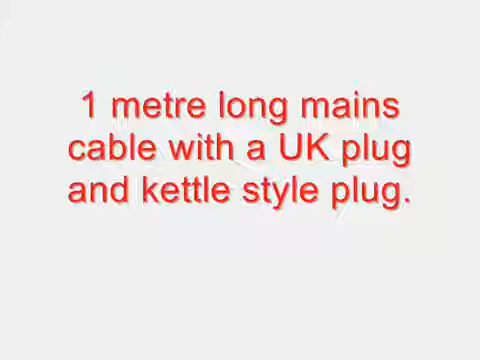 1 metre long mains
cable with a UK plug
and kettle style plug.